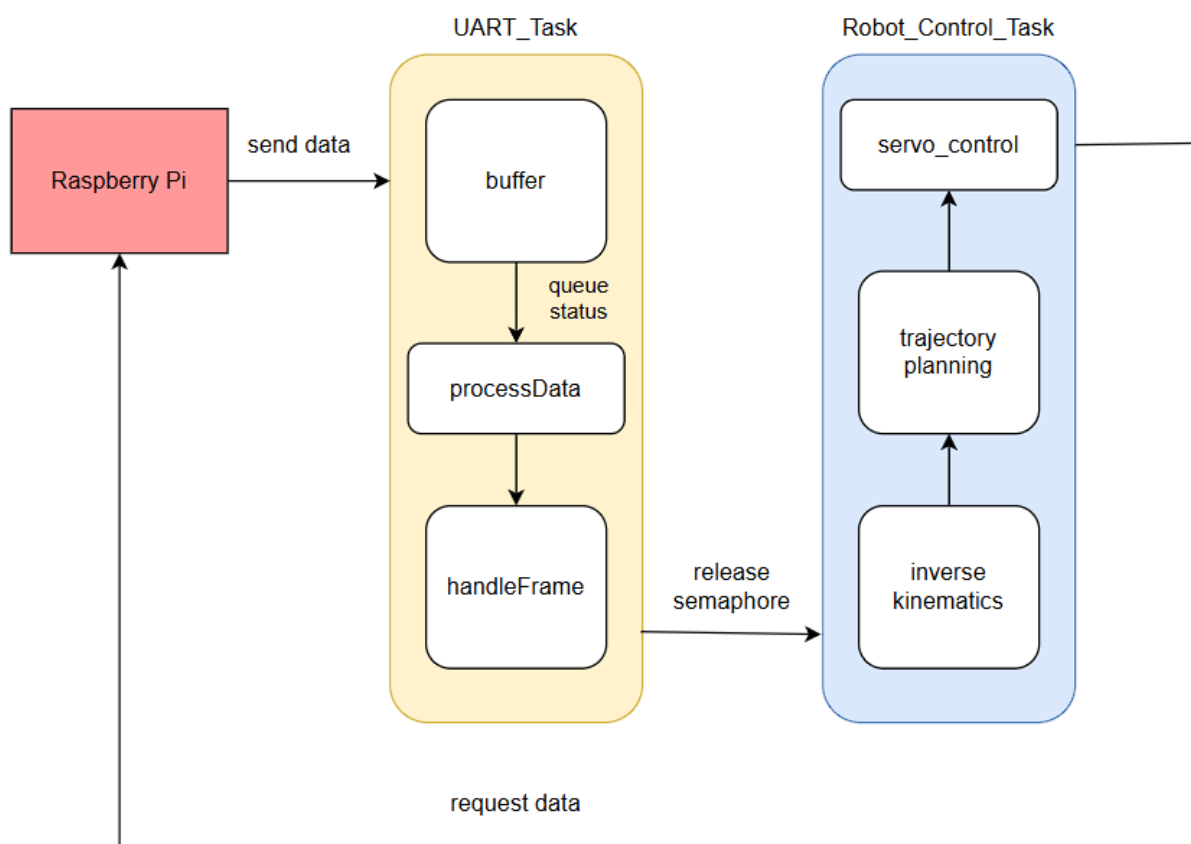 UART_Task
Robot_Control_Task
Raspberry Pi
send data
buffer
queue
status
processData
handleFrame
release
semaphore
servo_control
trajectory
planning
inverse
kinematics
request data